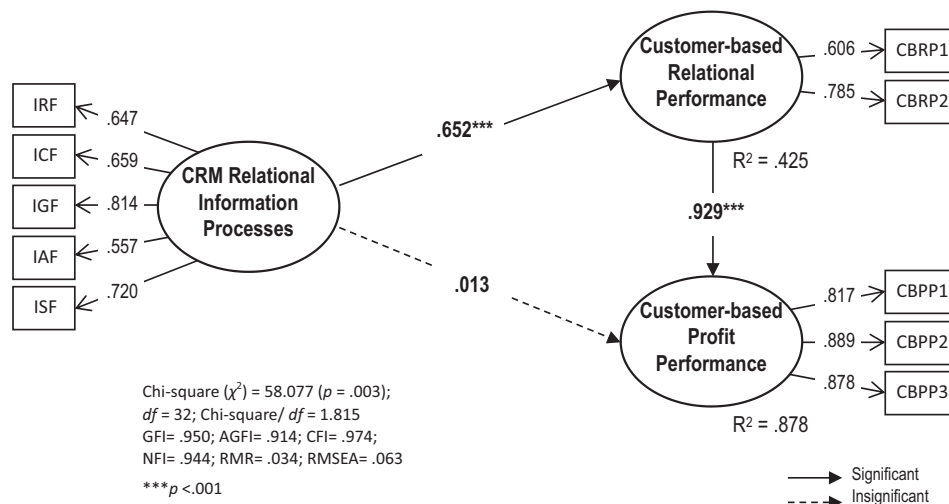 IRF
ICF
IGF
IAF
ISF
.647
.659
.814
.557
.720
CRM Relational
Information
Processes
.652***
.013
Customer-based
Relational
Performance
.606
.785
CBRP1
CBRP2
R² = .425
.929***
Customer-based
Profit
Performance
.817
.889
.878
CBPP1
CBPP2
CBPP3
R² = .878
Chi-square (χ²) = 58.077 (p = .003);
df = 32; Chi-square/ df = 1.815
GFI= .950; AGFI= .914; CFI= .974;
NFI= .944; RMR= .034; RMSEA= .063
***p <.001
Significant
Insignificant